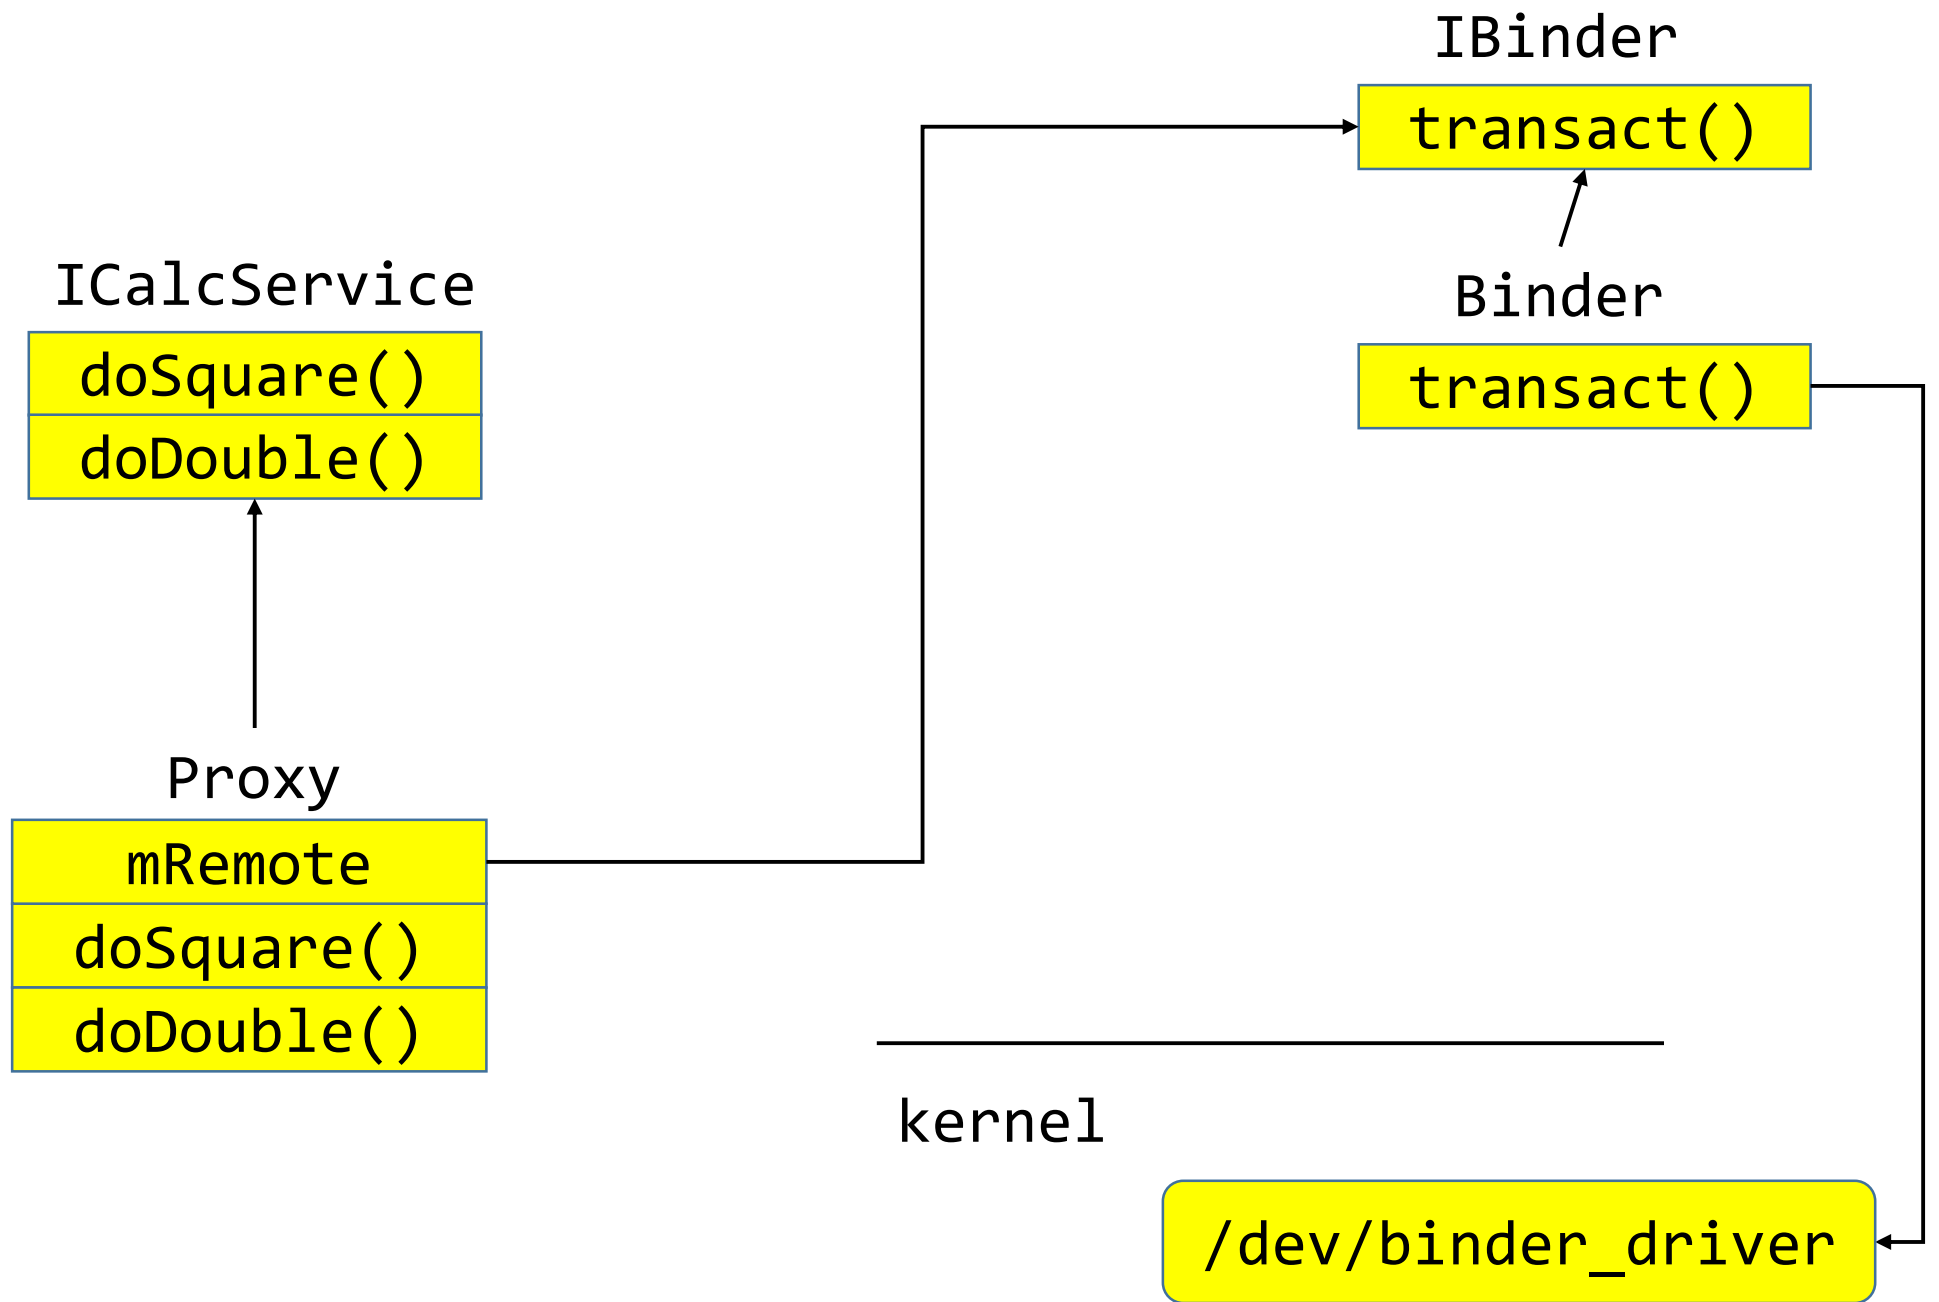 IBinder
transact()
Binder
transact()
ICalcService
doSquare()
doDouble()
Proxy
mRemote
doSquare()
doDouble()
kernel
/dev/binder_driver